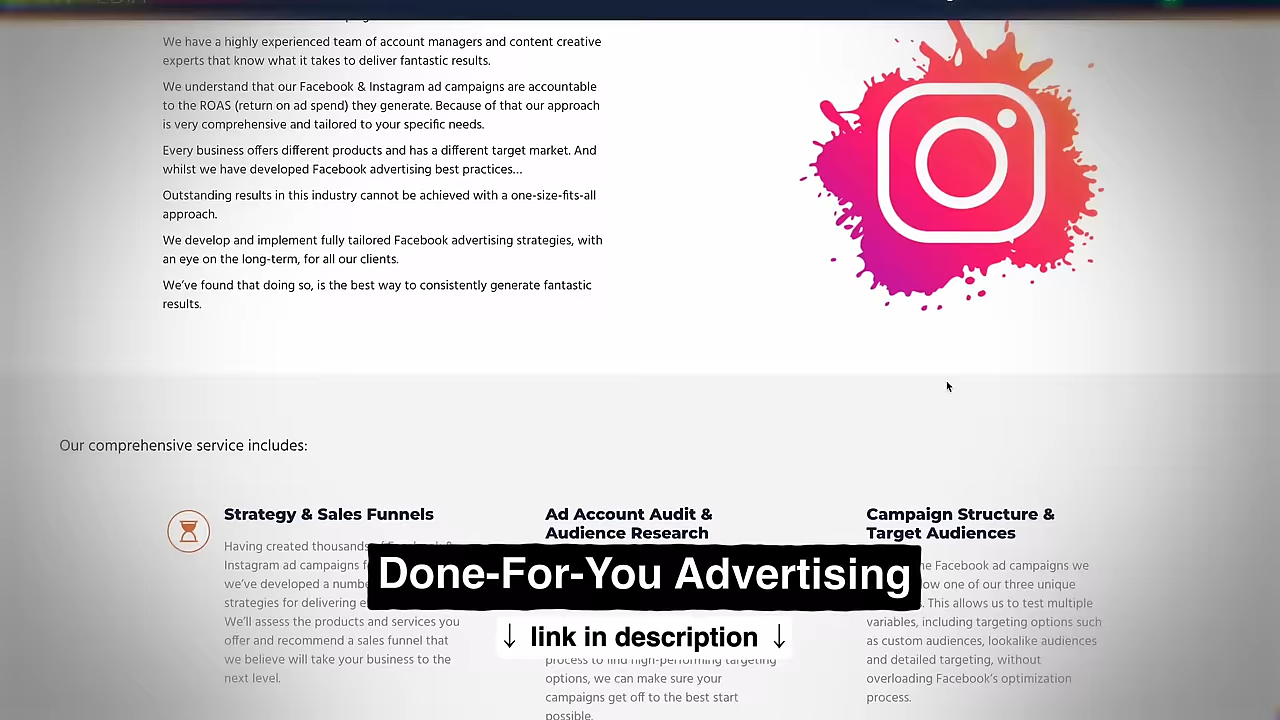 We have a highly experienced team of account managers and content creative
experts that know what it takes to deliver fantastic results.
We understand that our Facebook & Instagram ad campaigns are accountable
to the ROAS (return on ad spend) they generate. Because of that our approach
is very comprehensive and tailored to your specific needs.
Every business offers different products and has a different target market. And
whilst we have developed Facebook advertising best practices...
Outstanding results in this industry cannot be achieved with a one-size-fits-all
approach.
We develop and implement fully tailored Facebook advertising strategies, with
an eye on the long-term, for all our clients.
We've found that doing so, is the best way to consistently generate fantastic
results.
Our comprehensive service includes:
Strategy & Sales Funnels
Having created thousands
Instagram ad campaigns
we've developed a
strategies for delivering
We'll assess the products and services you
offer and recommend a sales funnel that
we believe will take your business to the
next level.
Ad Account Audit &
Audience Research
process to find high-performing targeting
options, we can make sure your
campaigns get off to the best start
possible.
Campaign Structure &
Target Audiences
Facebook ad campaigns we
one of our three unique
This allows us to test multiple
variables, including targeting options such
as custom audiences, lookalike audiences
and detailed targeting, without
overloading Facebook's optimization
process.
Done-For-You Advertising
↓ link in description ↓